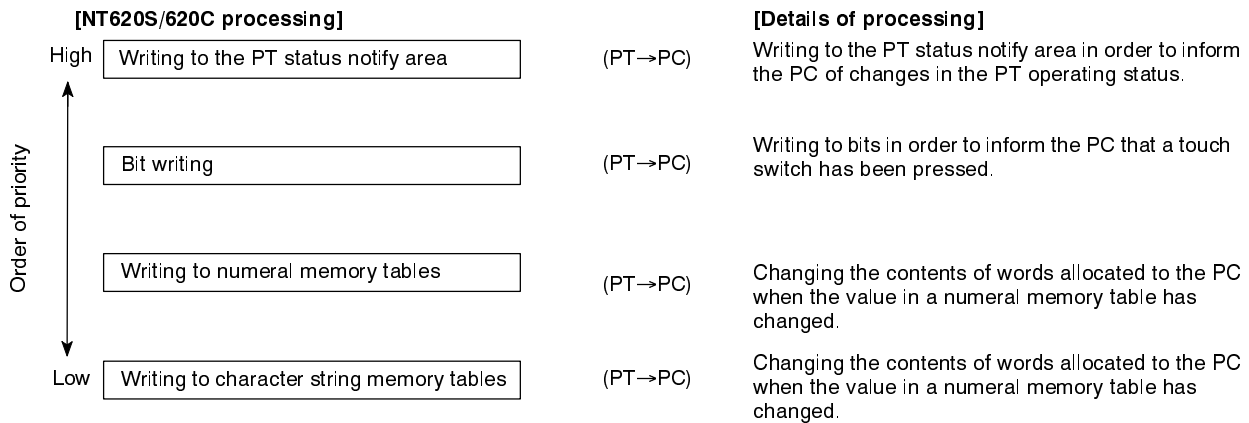 [NT620S/620C processing]
[Details of processing]
High
Writing to the PT status notify area
(PT→PC)
Writing to the PT status notify area in order to inform
the PC of changes in the PT operating status.
Order of priority
Bit writing
(PT→PC)
Writing to bits in order to inform the PC that a touch
switch has been pressed.
Writing to numeral memory tables
(PT→PC)
Changing the contents of words allocated to the PC
when the value in a numeral memory table has
changed.
Low
Writing to character string memory tables
(PT→PC)
Changing the contents of words allocated to the PC
when the value in a numeral memory table has
changed.